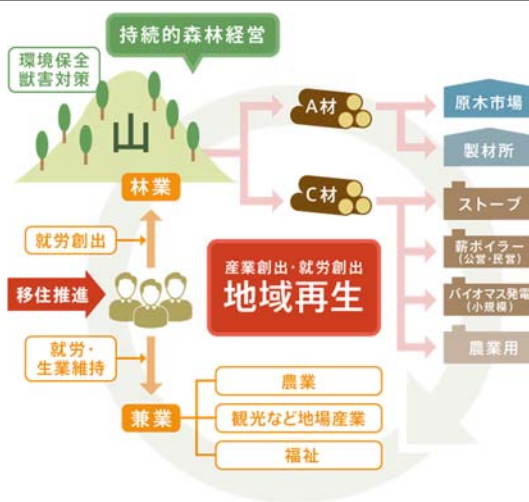 持続的森林経営
環境保全
獣害対策
山
林業
A材
C材
原木市場
製材所
ストーブ
薪ボイラー
(公営・民営)
バイオマス発電
(小規模)
農業用
就労創出
移住推進
就労・
生業維持
産業創出・就労創出
地域再生
兼業
農業
観光など地場産業
福祉